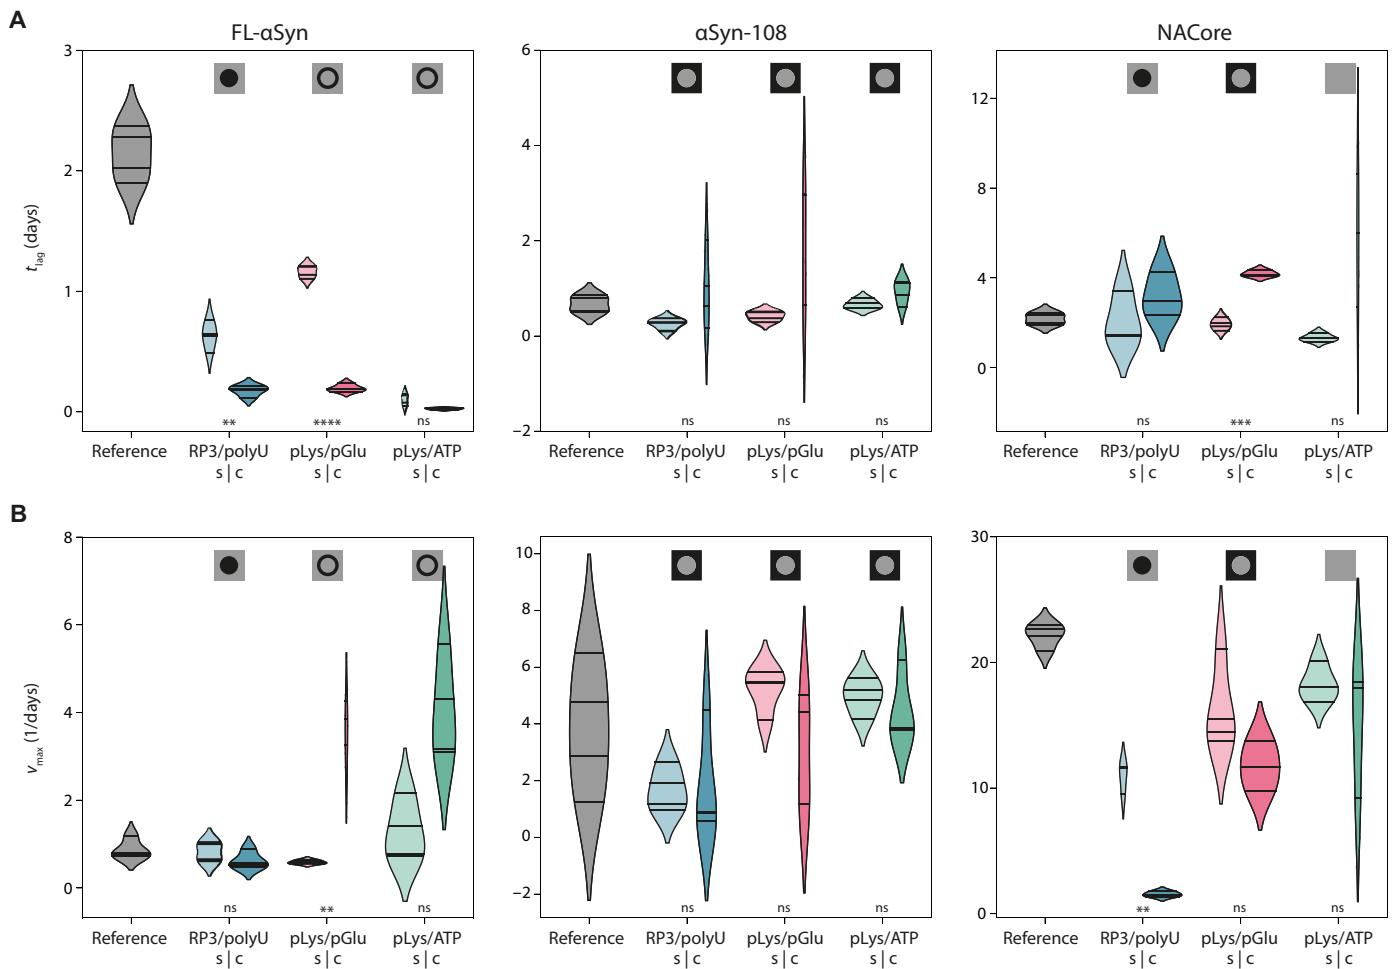 A
FL-αSyn
αSyn-108
NACore
3
2
1
0
t lag (days)
** **** ns
Reference RP3/polyU pLys/pGlu pLys/ATP
s | c s | c s | c
6
4
2
0
−2
ns ns ns
Reference RP3/polyU pLys/pGlu pLys/ATP
s | c s | c s | c
12
8
4
0
ns *** ns
Reference RP3/polyU pLys/pGlu pLys/ATP
s | c s | c s | c
B
8
6
4
2
0
v max (1/days)
ns ** ns
Reference RP3/polyU pLys/pGlu pLys/ATP
s | c s | c s | c
10
8
6
4
2
0
−2
ns ns ns
Reference RP3/polyU pLys/pGlu pLys/ATP
s | c s | c s | c
30
20
10
0
** ns ns
Reference RP3/polyU pLys/pGlu pLys/ATP
s | c s | c s | c